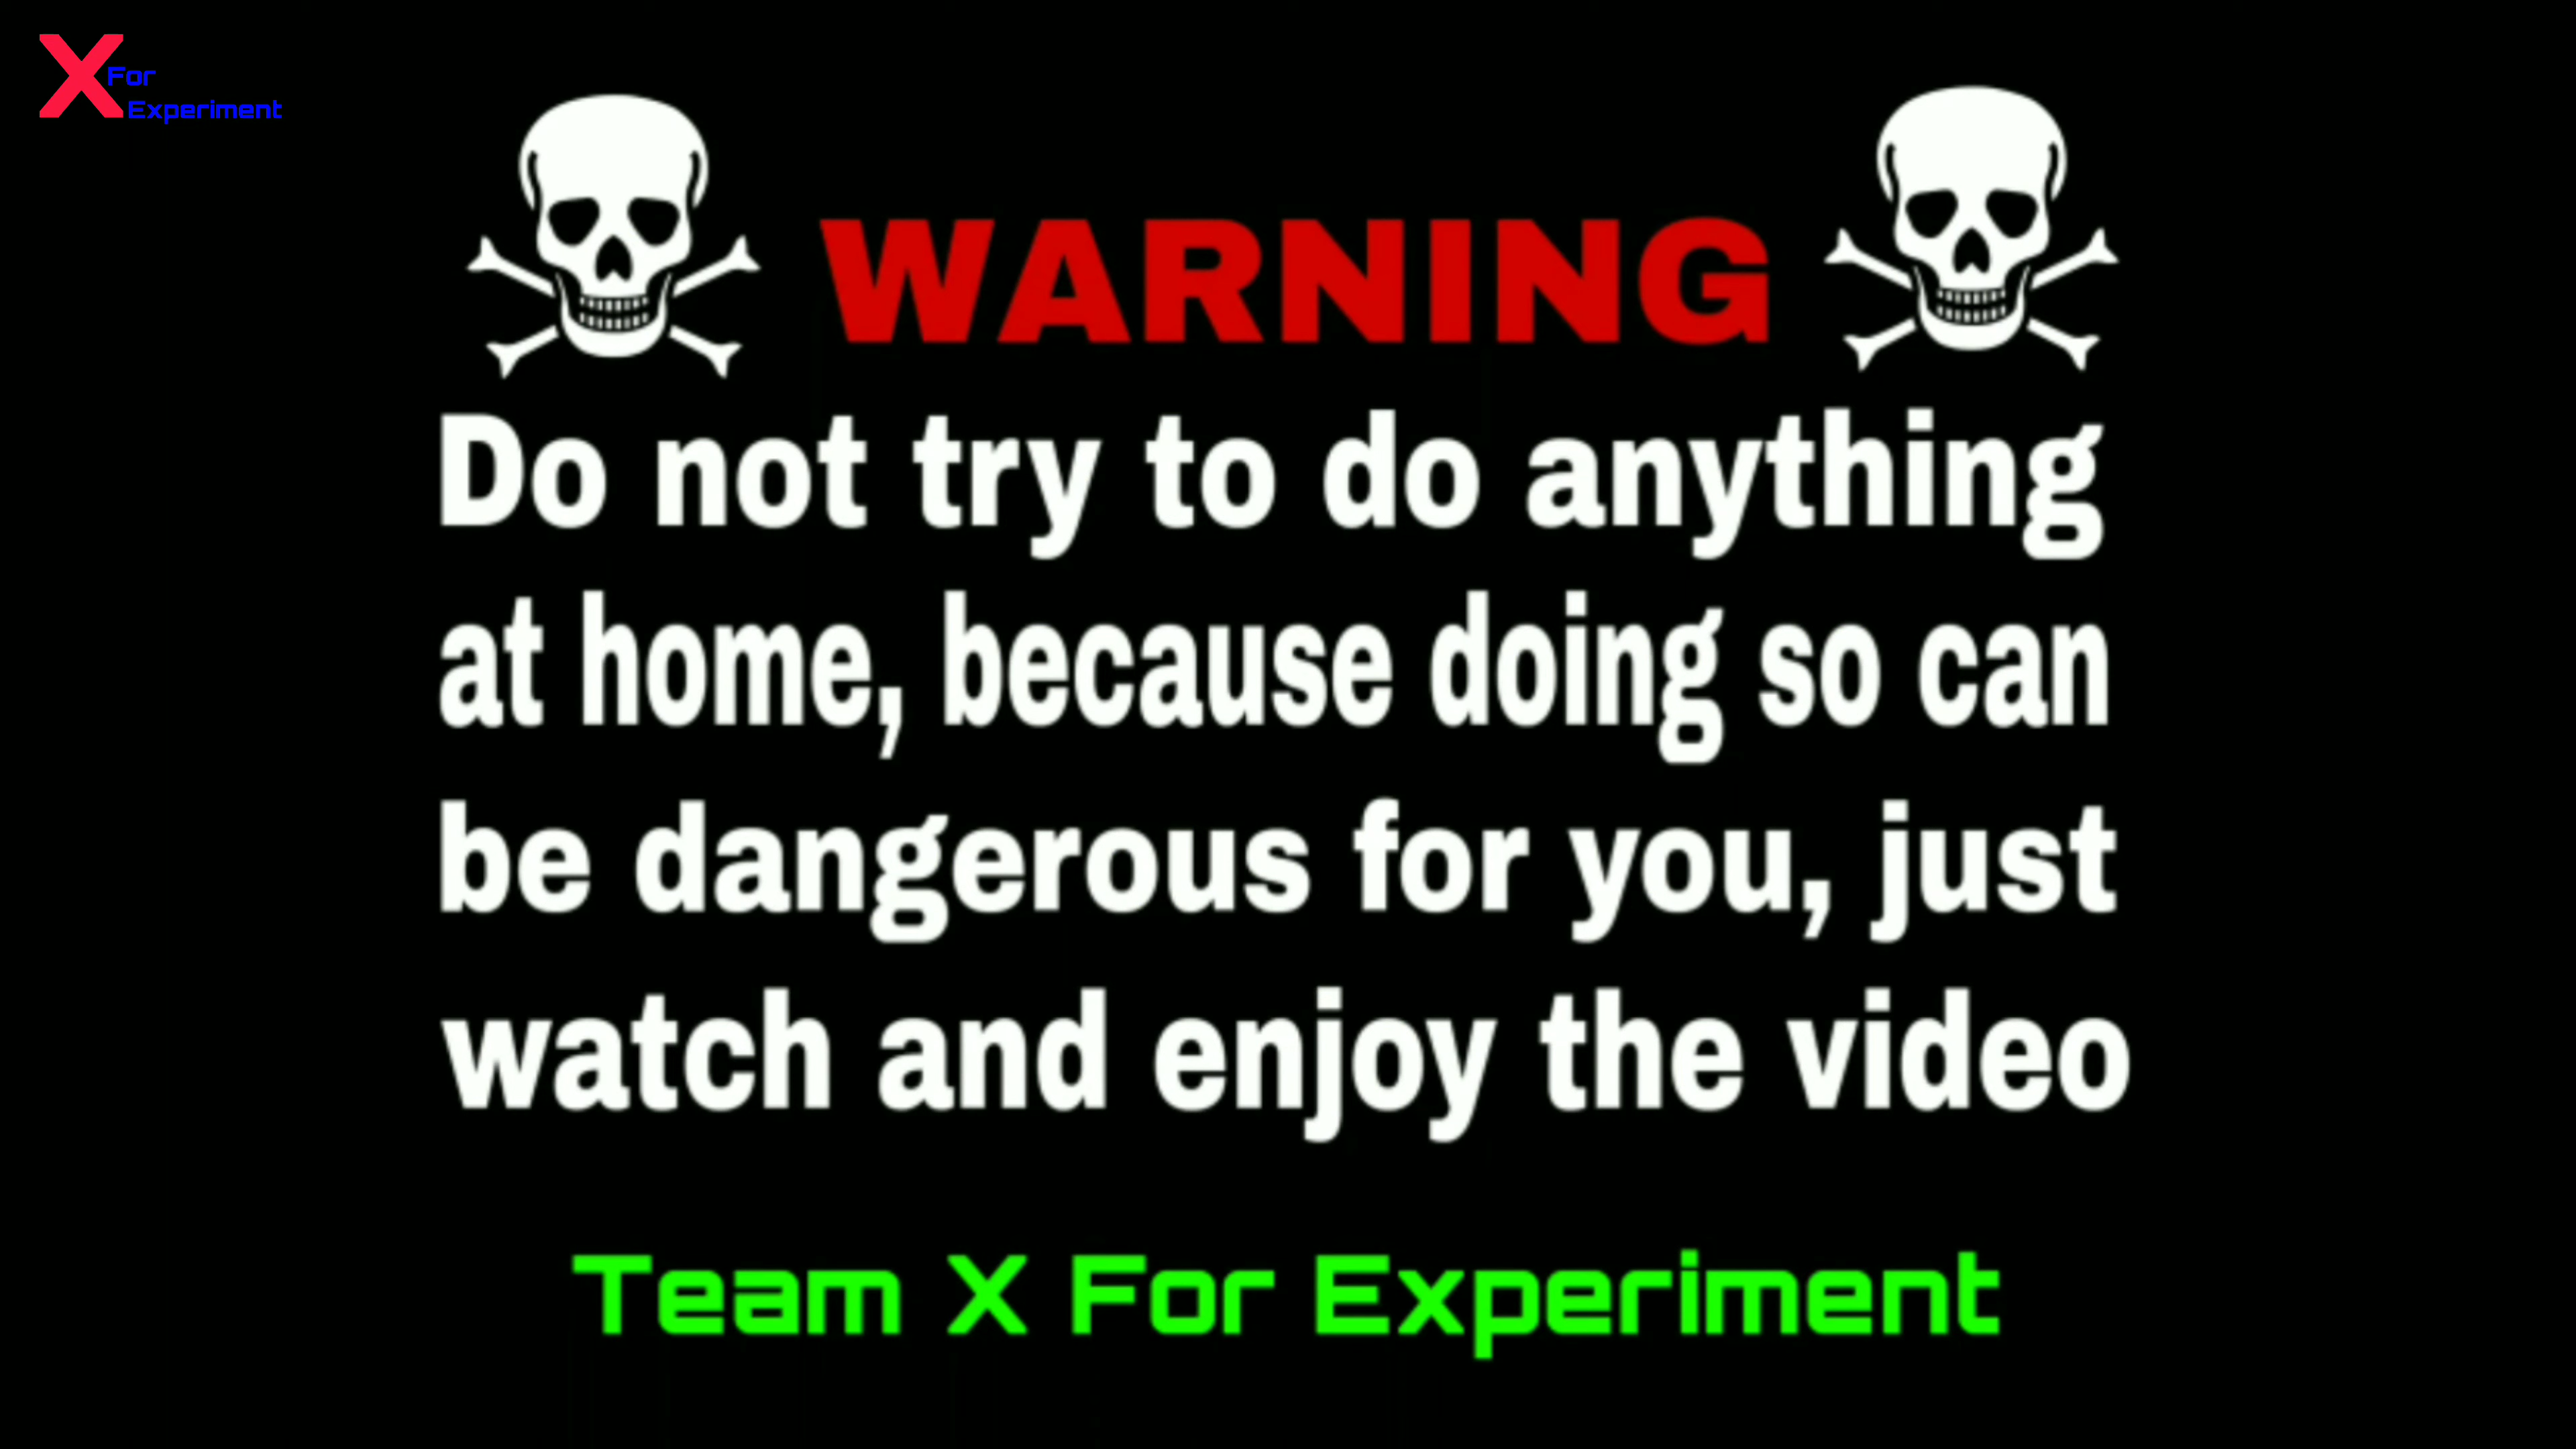 X For
Experiment
WARNING
Do not try to do anything
at home, because doing so can
be dangerous for you, just
watch and enjoy the video
Team X For Experiment